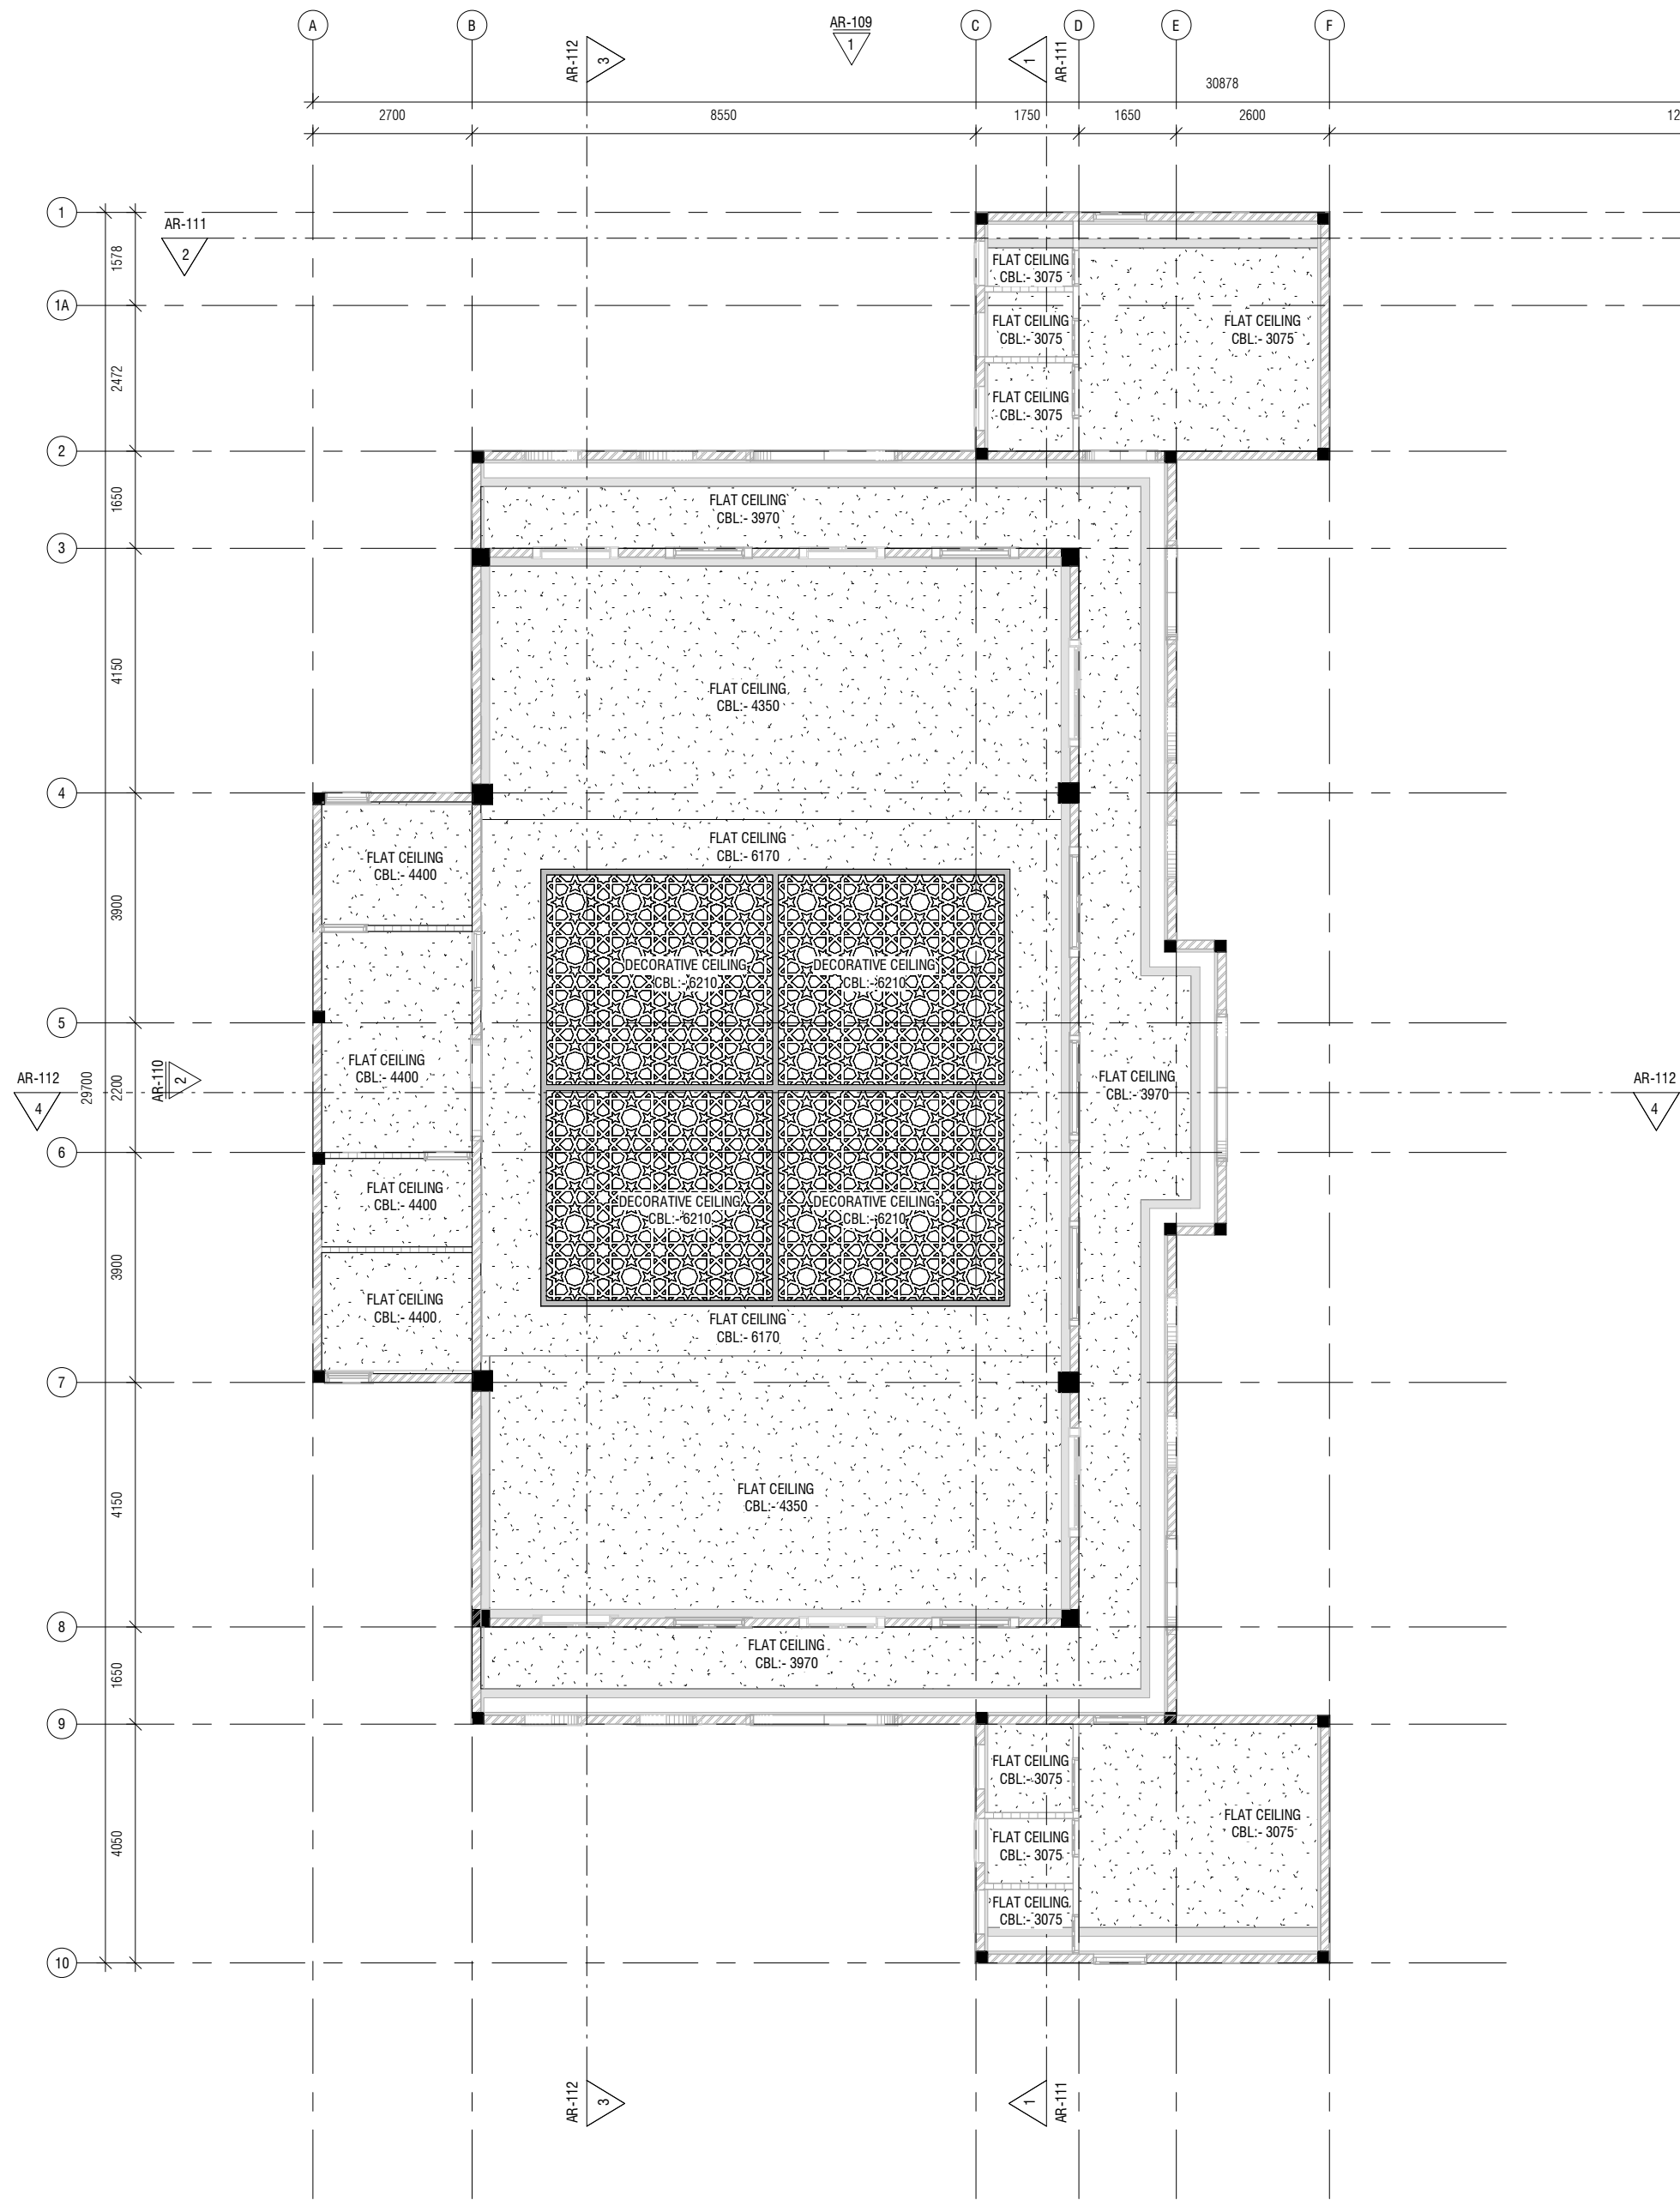 A
B
C
D
E
F
AR-109
1
AR-112
3
1
AR-111
30878
2700
8550
1750
1650
2600
12
1
AR-111
2
1578
1A
2472
2
1650
3
4150
4
3900
5
AR-112
4
29700
2200
AR-110
2
AR-112
4
6
3900
7
4150
8
1650
9
4050
10
FLAT CEILING
CBL:- 3075
FLAT CEILING
CBL:- 3075
FLAT CEILING
CBL:- 3075
FLAT CEILING
CBL:- 3075
FLAT CEILING
CBL:- 3970
FLAT CEILING
CBL:- 4350
FLAT CEILING
CBL:- 6170
FLAT CEILING
CBL:- 4400
DECORATIVE CEILING
CBL:- 6210
DECORATIVE CEILING
CBL:- 6210
FLAT CEILING
CBL:- 4400
FLAT CEILING
CBL:- 3970
FLAT CEILING
CBL:- 4400
DECORATIVE CEILING
CBL:- 6210
DECORATIVE CEILING
CBL:- 6210
FLAT CEILING
CBL:- 4400
FLAT CEILING
CBL:- 6170
FLAT CEILING
CBL:- 4350
FLAT CEILING
CBL:- 3970
FLAT CEILING
CBL:- 3075
FLAT CEILING
CBL:- 3075
FLAT CEILING
CBL:- 3075
FLAT CEILING
CBL:- 3075
AR-112
3
1
AR-111